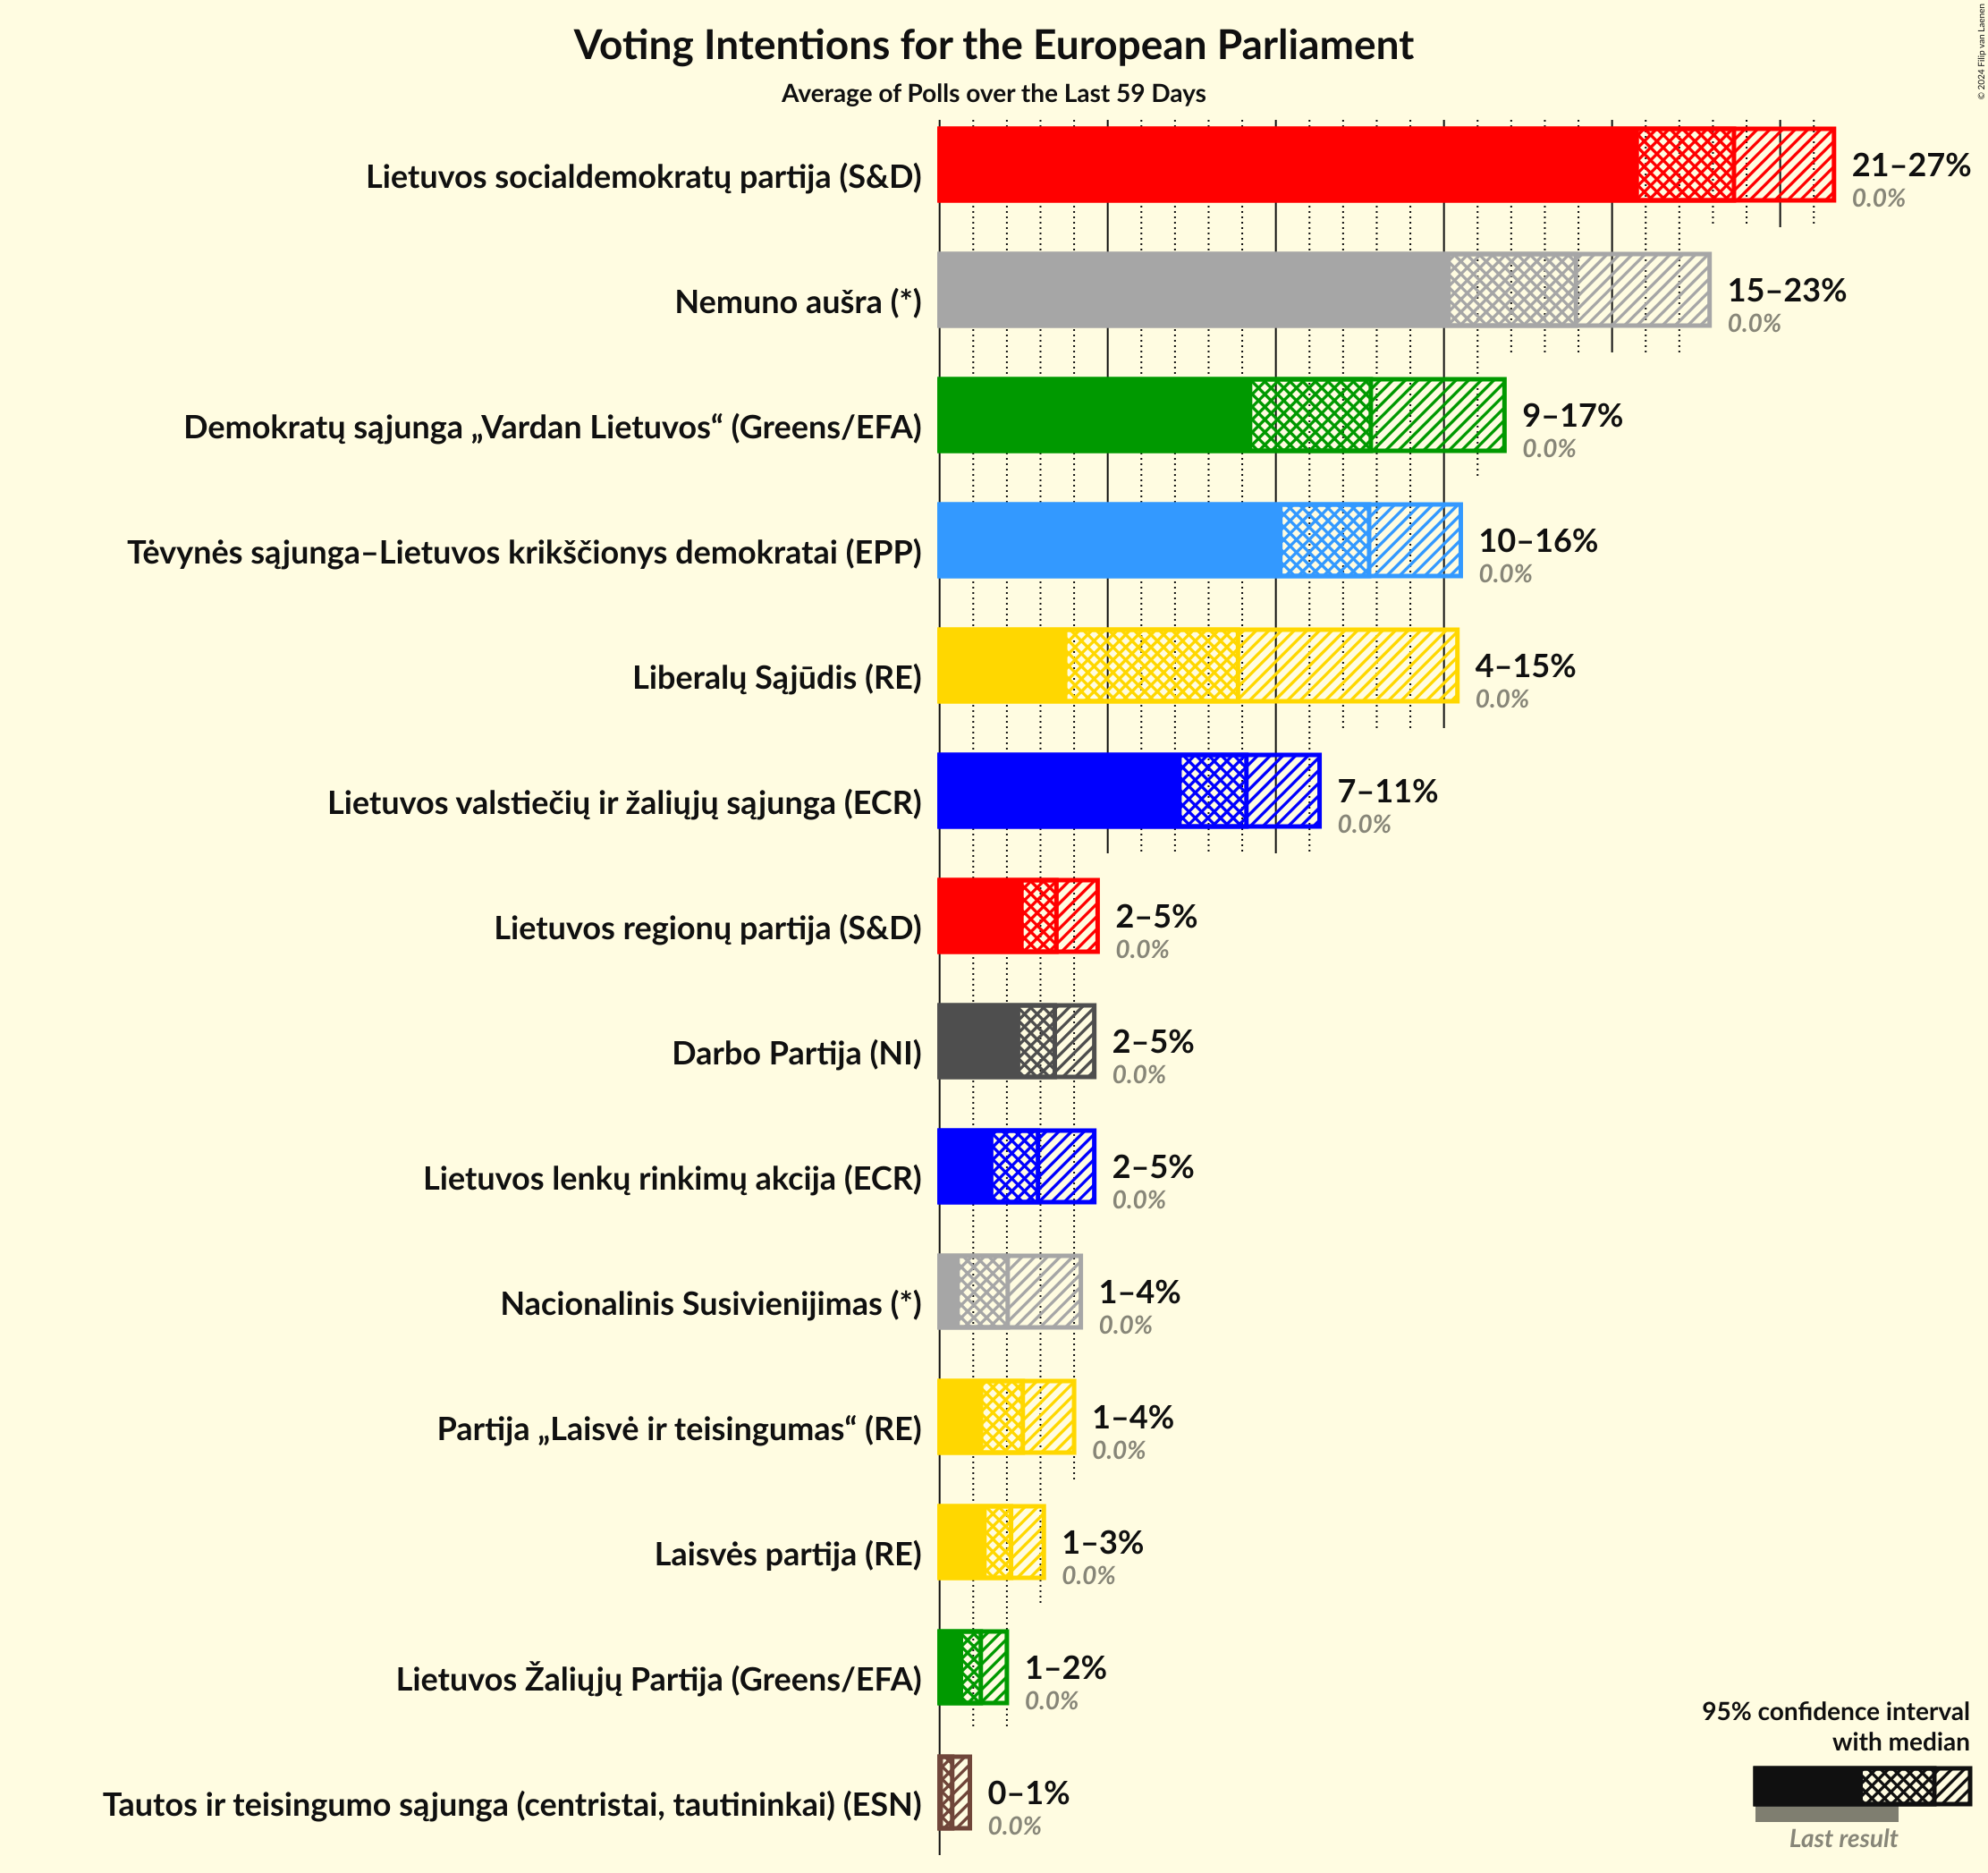 Voting Intentions for the European Parliament
Average of Polls over the Last 59 Days
© 2024 Filip van Laenen
Lietuvos socialdemokratų partija (S&D)
21–27%
0.0%
Nemuno aušra (*)
15–23%
0.0%
Demokratų sąjunga „Vardan Lietuvos“ (Greens/EFA)
9–17%
0.0%
Tėvynės sąjunga–Lietuvos krikščionys demokratai (EPP)
10–16%
0.0%
Liberalų Sąjūdis (RE)
4–15%
0.0%
Lietuvos valstiečių ir žaliųjų sąjunga (ECR)
7–11%
0.0%
Lietuvos regionų partija (S&D)
2–5%
0.0%
Darbo Partija (NI)
2–5%
0.0%
Lietuvos lenkų rinkimų akcija (ECR)
2–5%
0.0%
Nacionalinis Susivienijimas (*)
1–4%
0.0%
Partija „Laisvė ir teisingumas“ (RE)
1–4%
0.0%
Laisvės partija (RE)
1–3%
0.0%
Lietuvos Žaliųjų Partija (Greens/EFA)
1–2%
0.0%
Tautos ir teisingumo sąjunga (centristai, tautininkai) (ESN)
0–1%
0.0%
95% confidence interval
with median
Last result